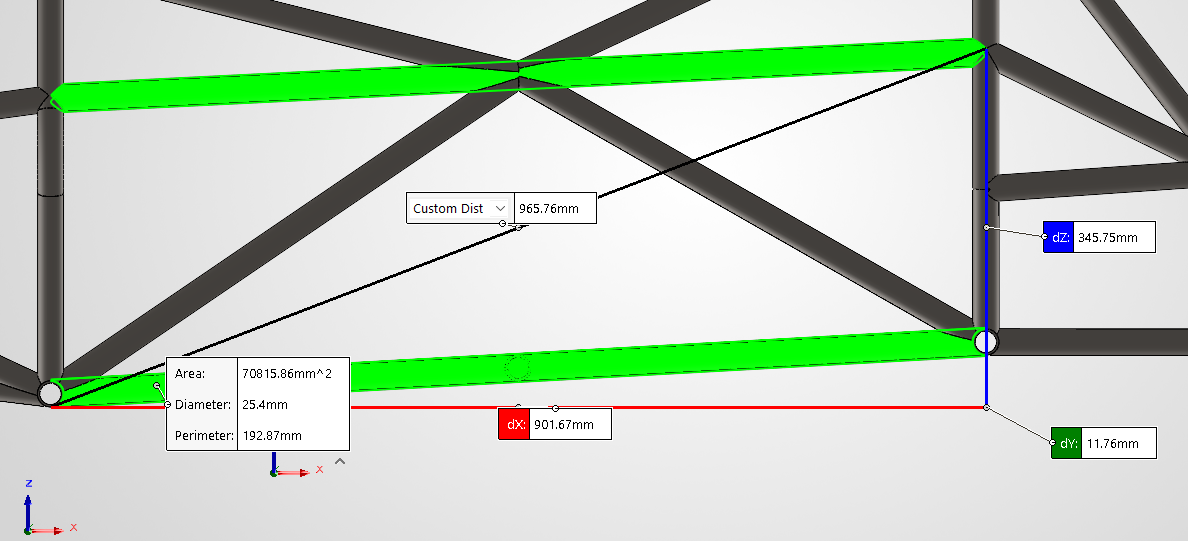 Custom Dist 965.76mm
dZ: 345.75mm
Area: 70815.86mm^2
Diameter: 25.4mm
Perimeter: 192.87mm
dX: 901.67mm
dY: 11.76mm
X
Z
X